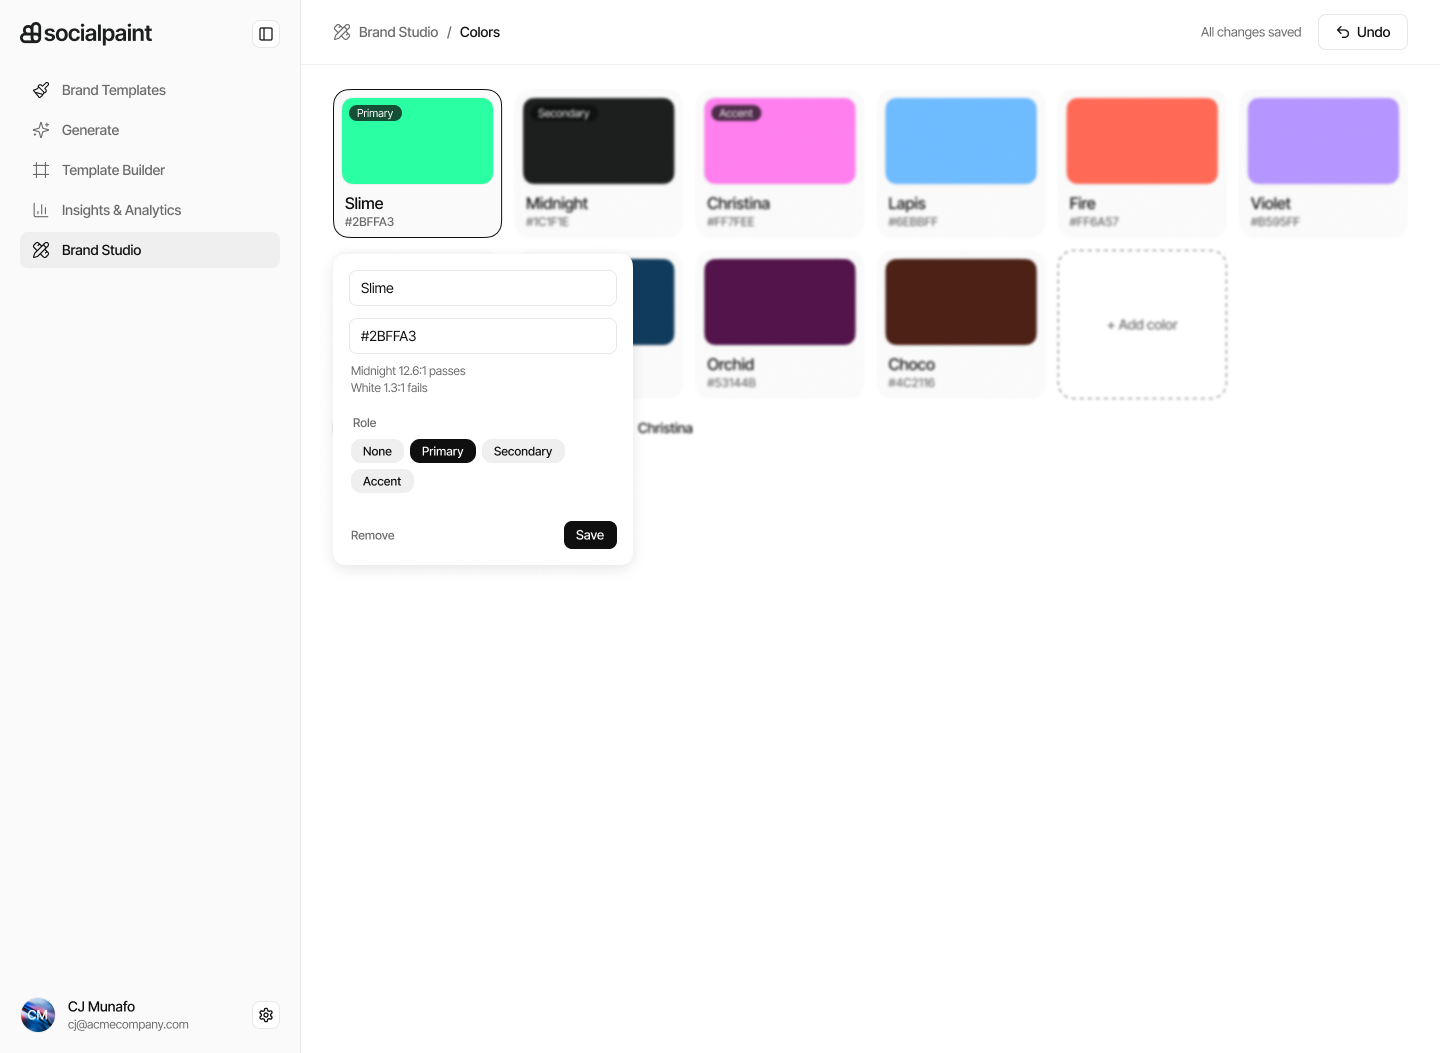 socialpaint
Brand Templates
Generate
Template Builder
Insights & Analytics
Brand Studio
CJ Munafo
cj@acmecompany.com
CM
Brand Studio / Colors
All changes saved
Undo
Primary
Slime
#2BFFA3
Secondary
Midnight
#1C1F1E
Accent
Christina
#FF7FEE
Lapis
#6EBBFF
Fire
#FF6A57
Violet
#B595FF
Orchid
#53144B
Choco
#4C2116
+ Add color
Christina
Slime
#2BFFA3
Midnight 12.6:1 passes
White 1.3:1 fails
Role
None
Primary
Secondary
Accent
Remove
Save